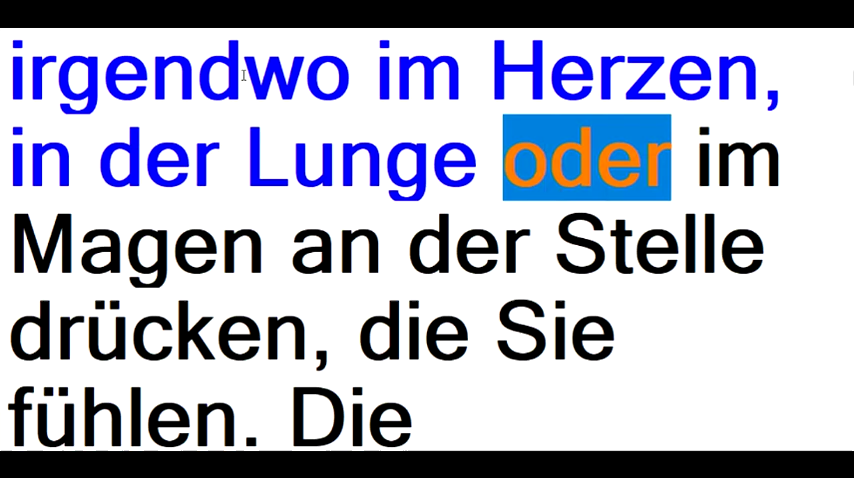 irgendwo im Herzen,
in der Lunge oder im
Magen an der Stelle
drücken, die Sie
fühlen. Die